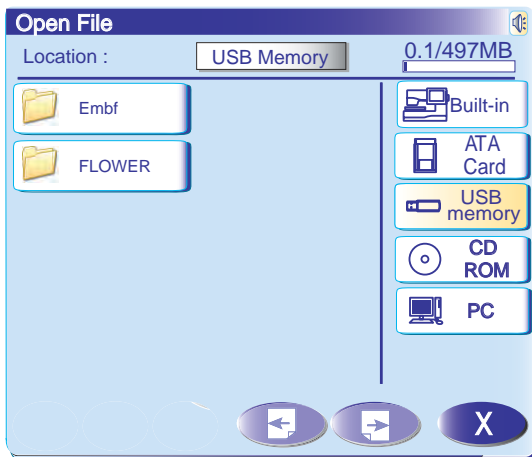 Open File
Location :
USB Memory
0.1/497MB
Embf
FLOWER
Built-in
ATA
Card
USB
memory
CD
ROM
PC
X